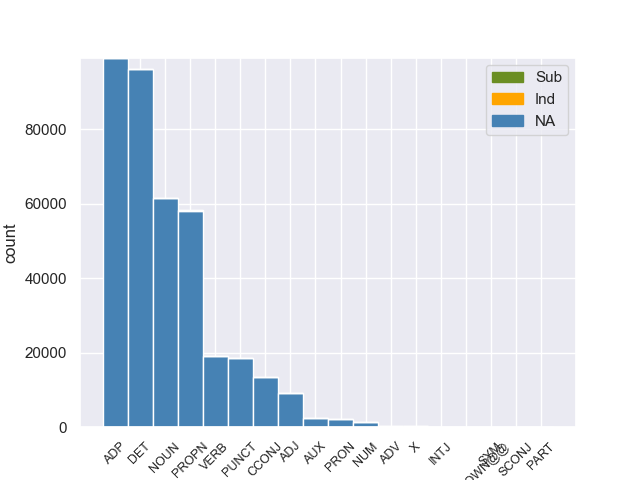 Sub
Ind
NA
count
80000
60000
40000
20000
0
ADP
DET
NOUN
PROPN
VERB
PUNCT
CCONJ
ADJ
AUX
PRON
NUM
ADV
X
INTJ
SYM
SCONJ
PART